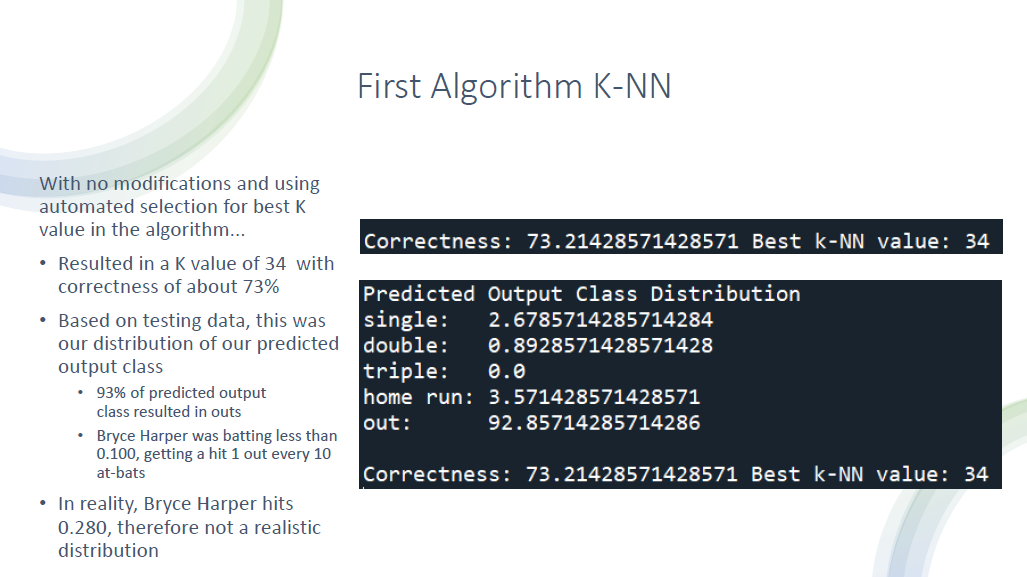 First Algorithm K-NN
With no modifications and using
automated selection for best K
value in the algorithm...
• Resulted in a K value of 34 with
correctness of about 73%
• Based on testing data, this was
our distribution of our predicted
output class
• 93% of predicted output
class resulted in outs
• Bryce Harper was batting less than
0.100, getting a hit 1 out every 10
at-bats
• In reality, Bryce Harper hits
0.280, therefore not a realistic
distribution
Correctness: 73.21428571428571 Best k-NN value: 34
Predicted Output Class Distribution
single: 2.6785714285714284
double: 0.8928571428571428
triple: 0.0
home run: 3.571428571428571
out: 92.85714285714286
Correctness: 73.21428571428571 Best k-NN value: 34